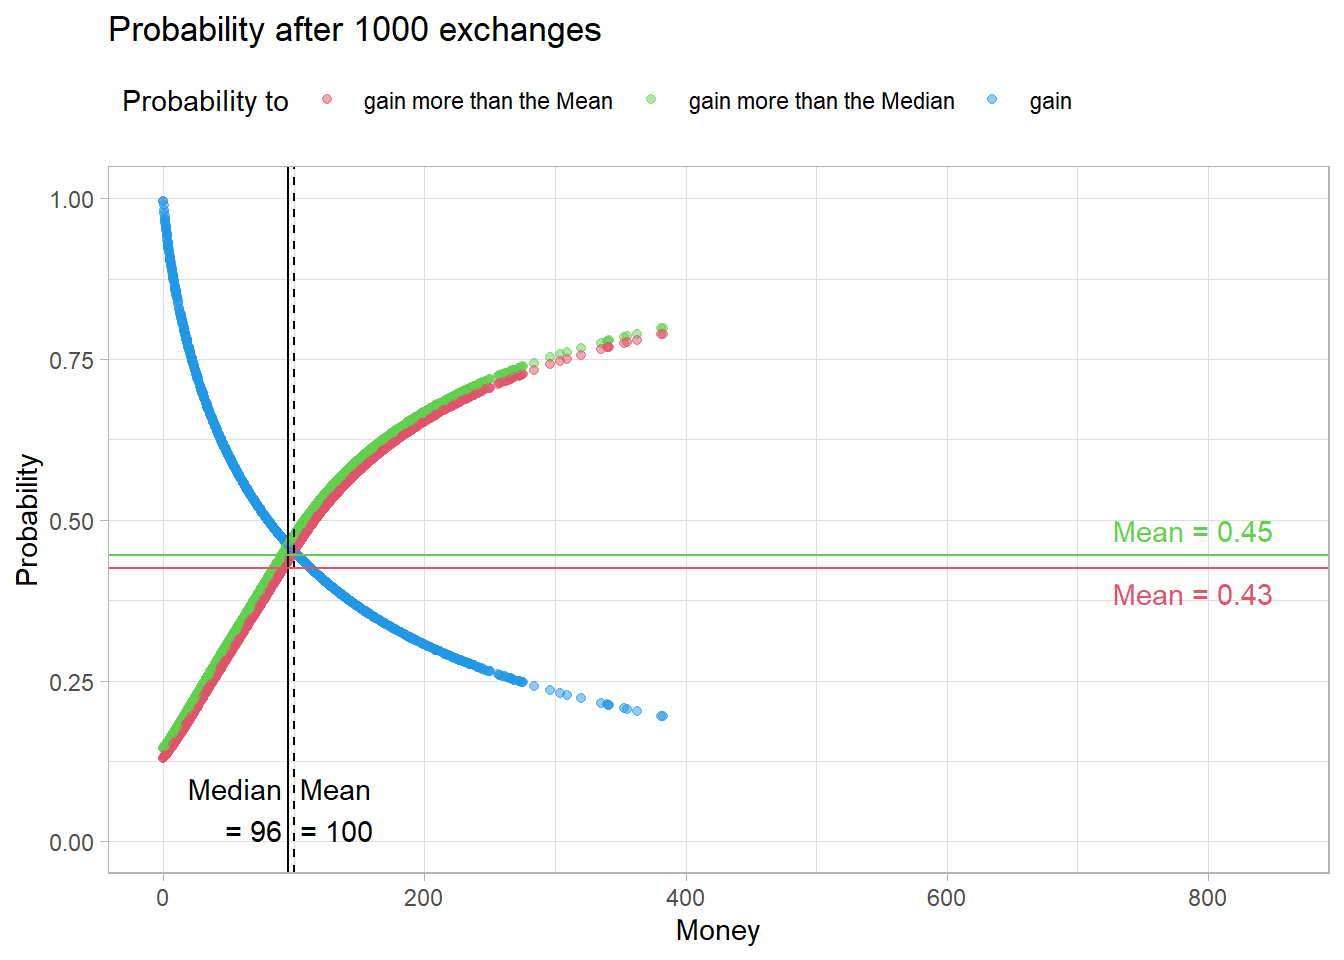 Probability after 1000 exchanges
Probability to gain more than the Mean gain more than the Median gain
1.00
0.75
0.50
0.25
0.00
Probability
Mean = 0.45
Mean = 0.43
Median Mean
= 96 = 100
0 200 400 600 800
Money